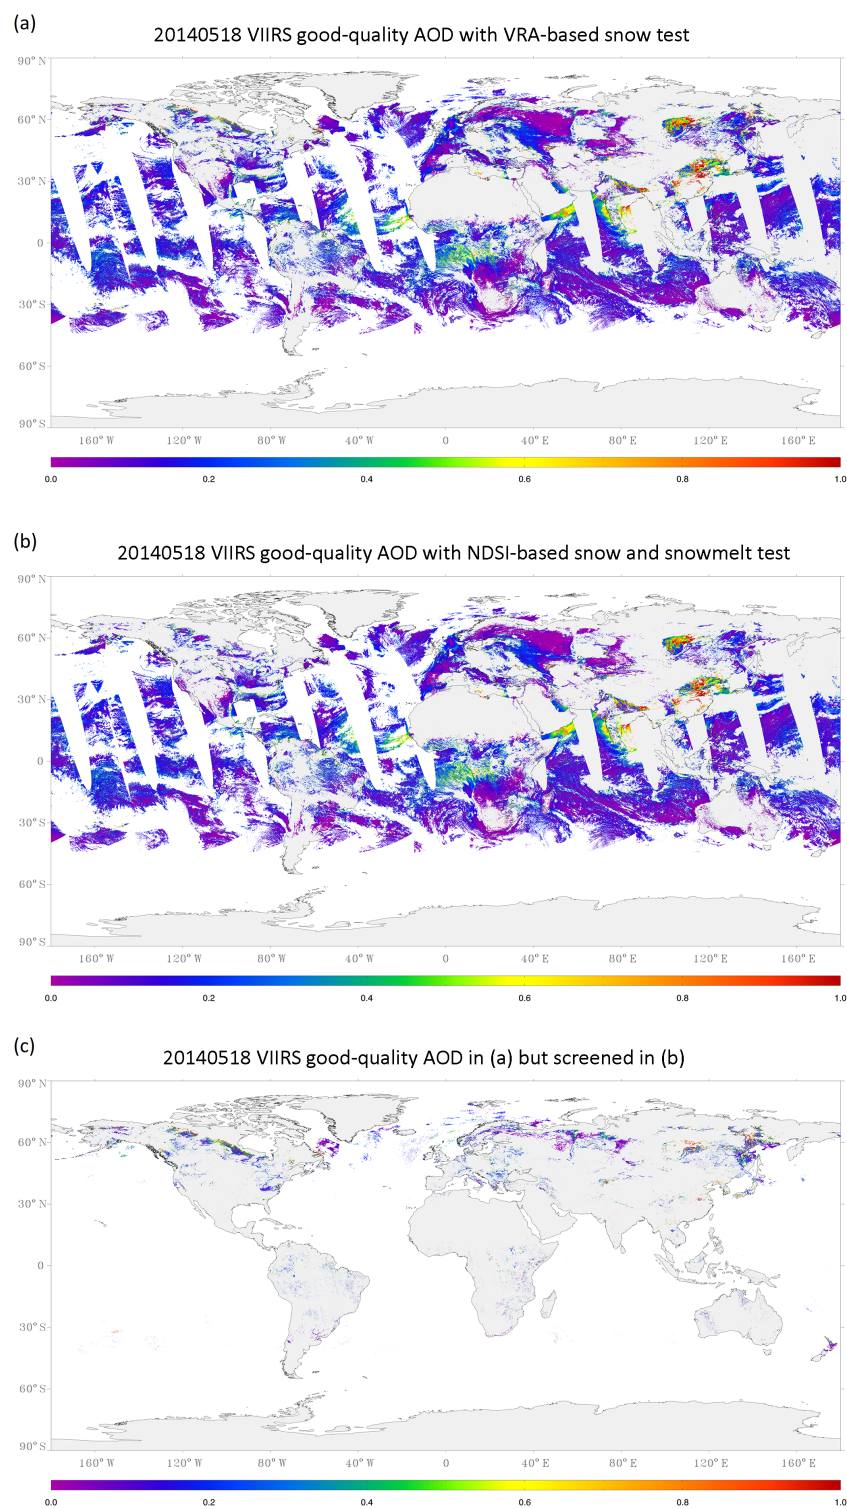 (a)
20140518 VIIRS good-quality AOD with VRA-based snow test
90°N
60°N
30°N
0
30°S
60°S
90°S
160°W 120°W 80°W 40°W 0 40°E 80°E 120°E 160°E
0.0 0.2 0.4 0.6 0.8 1.0
(b)
20140518 VIIRS good-quality AOD with NDSI-based snow and snowmelt test
90°N
60°N
30°N
0
30°S
60°S
90°S
160°W 120°W 80°W 40°W 0 40°E 80°E 120°E 160°E
0.0 0.2 0.4 0.6 0.8 1.0
(c)
20140518 VIIRS good-quality AOD in (a) but screened in (b)
90°N
60°N
30°N
0
30°S
60°S
90°S
160°W 120°W 80°W 40°W 0 40°E 80°E 120°E 160°E
0.0 0.2 0.4 0.6 0.8 1.0